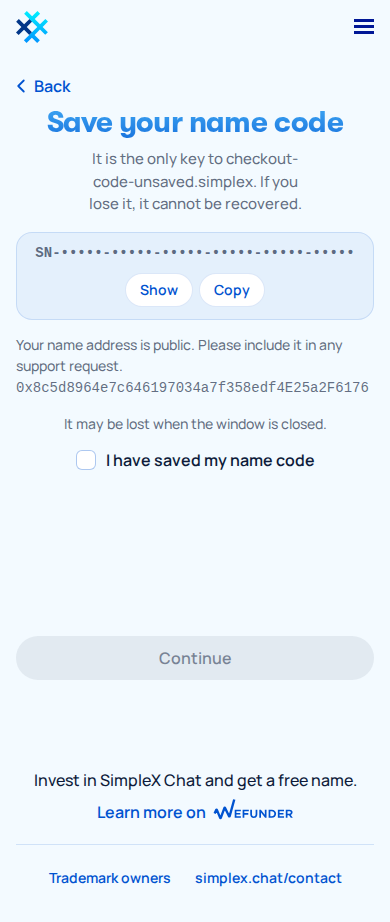 Back
Save your name code
It is the only key to checkout-
code-unsaved.simplex. If you
lose it, it cannot be recovered.
SN-•••••-•••••-•••••-•••••-•••••-•••••
Show Copy
Your name address is public. Please include it in any
support request.
0x8c5d8964e7c646197034a7f358edf4E25a2F6176
It may be lost when the window is closed.
I have saved my name code
Continue
Invest in SimpleX Chat and get a free name.
Learn more on WEFUNDER
Trademark owners simplex.chat/contact